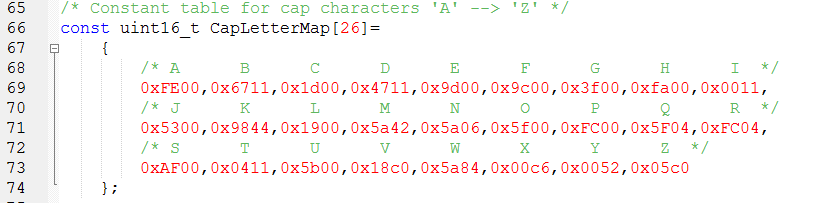 65 /* Constant table for cap characters 'A' --> 'Z' */
66 const uint16_t CapLetterMap[26]=
67 {
68 /* A B C D E F G H I */
69 0xFE00,0x6711,0x1d00,0x4711,0x9d00,0x9c00,0x3f00,0xfa00,0x0011,
70 /* J K L M N O P Q R */
71 0x5300,0x9844,0x1900,0x5a42,0x5a06,0x5f00,0xFC00,0x5F04,0xFC04,
72 /* S T U V W X Y Z */
73 0xAF00,0x0411,0x5b00,0x18c0,0x5a84,0x00c6,0x0052,0x05c0
74 };